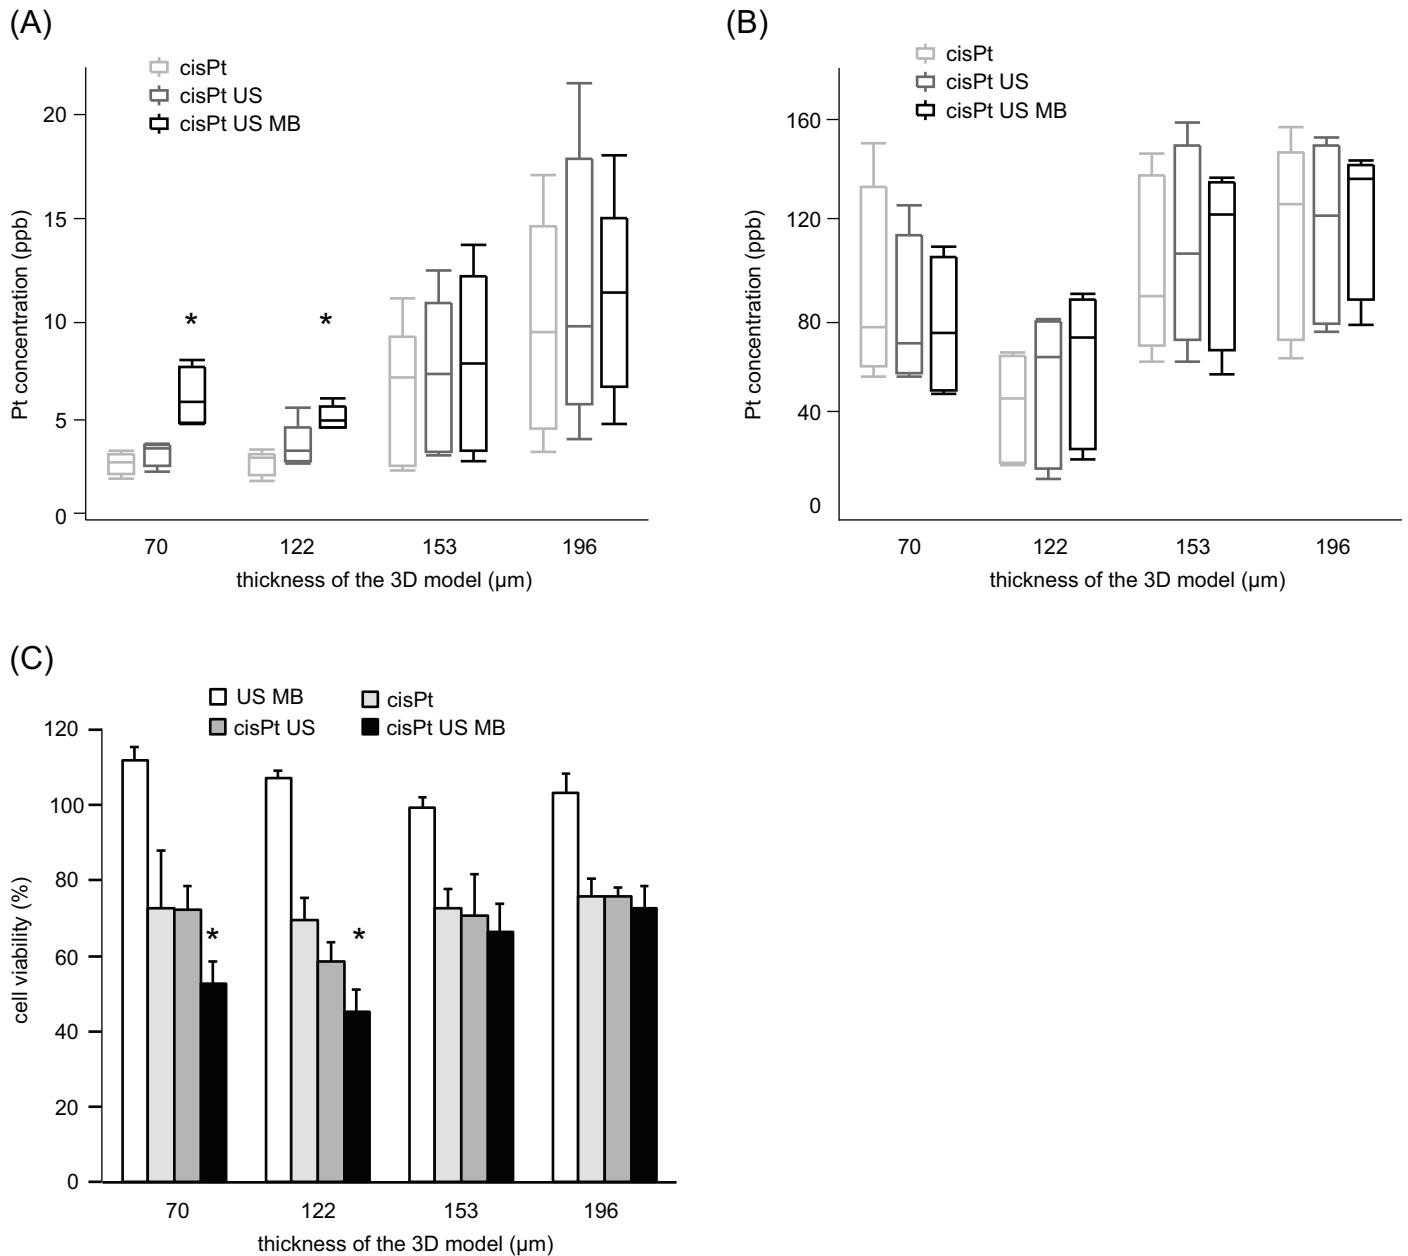 (A)
cisPt
cisPt US
cisPt US MB
20
15
10
5
0
Pt concentration (ppb)
*
*
70 122 153 196
thickness of the 3D model (µm)
(B)
cisPt
cisPt US
cisPt US MB
160
120
80
40
0
Pt concentration (ppb)
70 122 153 196
thickness of the 3D model (µm)
(C)
US MB cisPt
cisPt US cisPt US MB
120
100
80
60
40
20
0
cell viability (%)
*
*
70 122 153 196
thickness of the 3D model (µm)